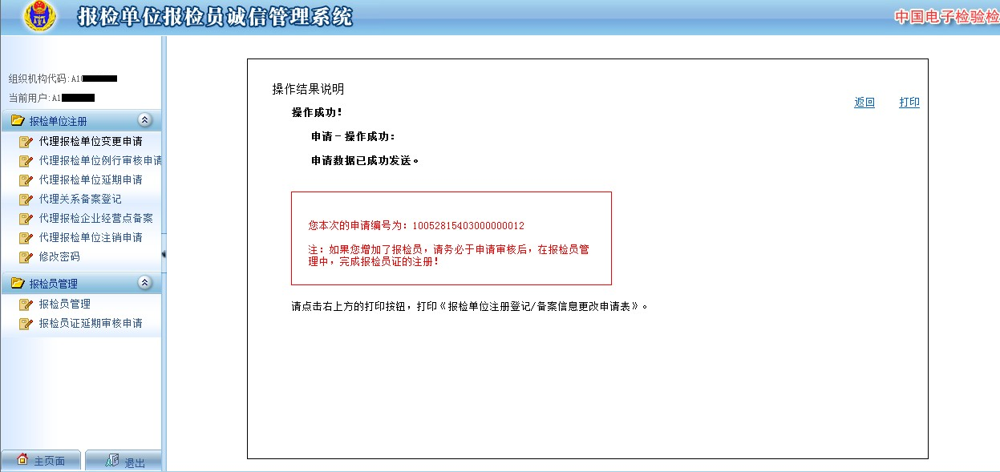 报检单位报检员诚信管理系统
中国电子检验检
组织机构代码:A10
当前用户:A1
报检单位注册
代理报检单位变更申请
代理报检单位例行审核申请
代理报检单位延期申请
代理关系备案登记
代理报检企业经营点备案
代理报检单位注销申请
修改密码
报检员管理
报检员管理
报检员证延期审核申请
主页面
退出
操作结果说明
返回 打印
操作成功！
申请－操作成功：
申请数据已成功发送。
您本次的申请编号为：10052815403000000012
注：如果您增加了报检员，请务必于申请审核后，在报检员管
理中，完成报检员证的注册！
请点击右上方的打印按钮，打印《报检单位注册登记/备案信息更改申请表》。